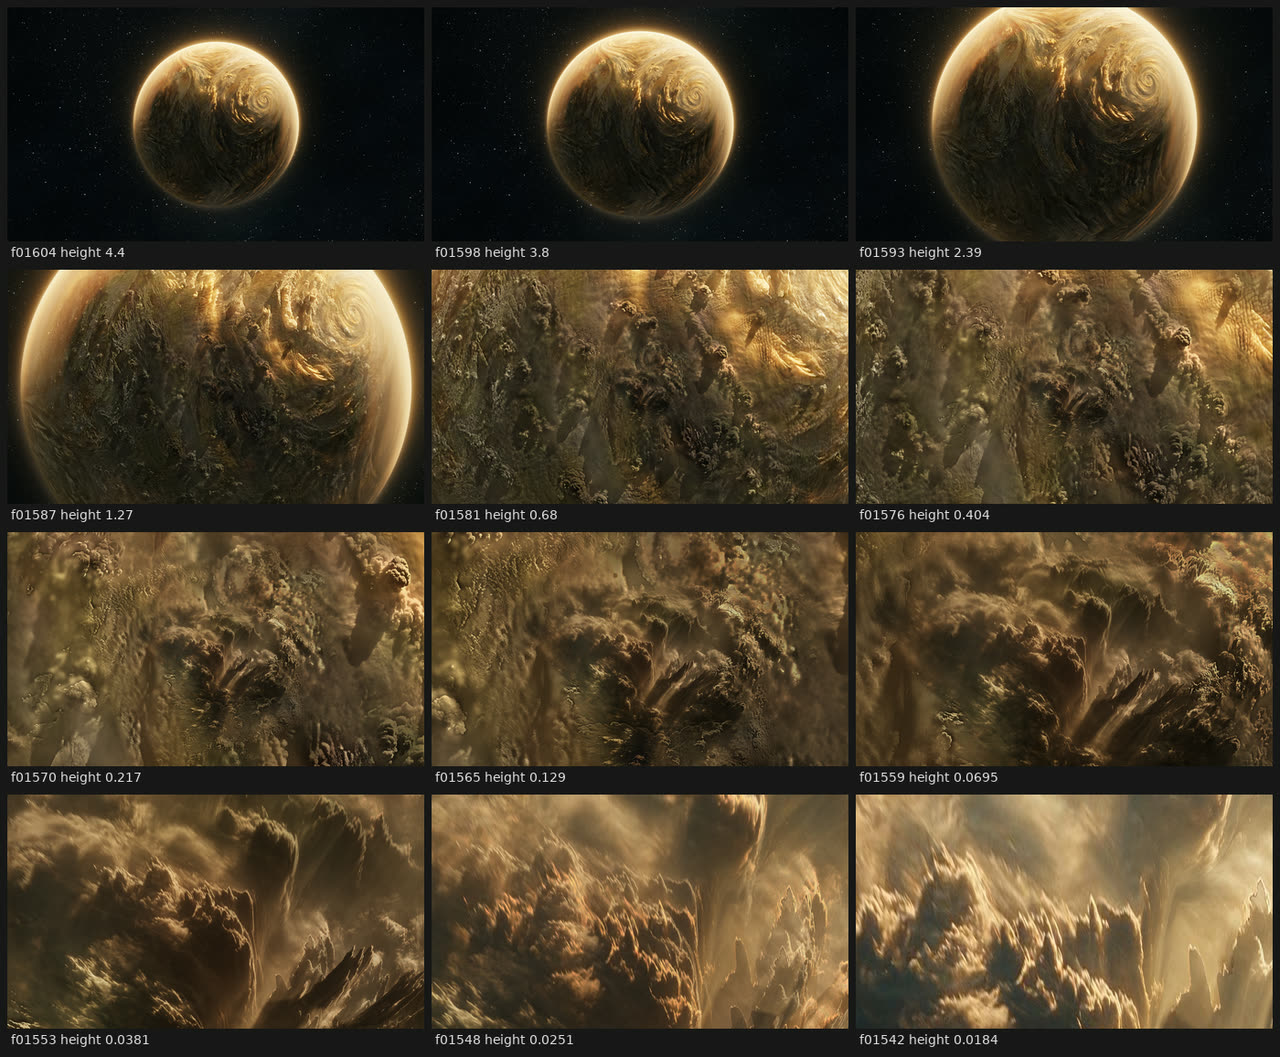 f01604 height 4.4
f01598 height 3.8
f01593 height 2.39
f01587 height 1.27
f01581 height 0.68
f01576 height 0.404
f01570 height 0.217
f01565 height 0.129
f01559 height 0.0695
f01553 height 0.0381
f01548 height 0.0251
f01542 height 0.0184